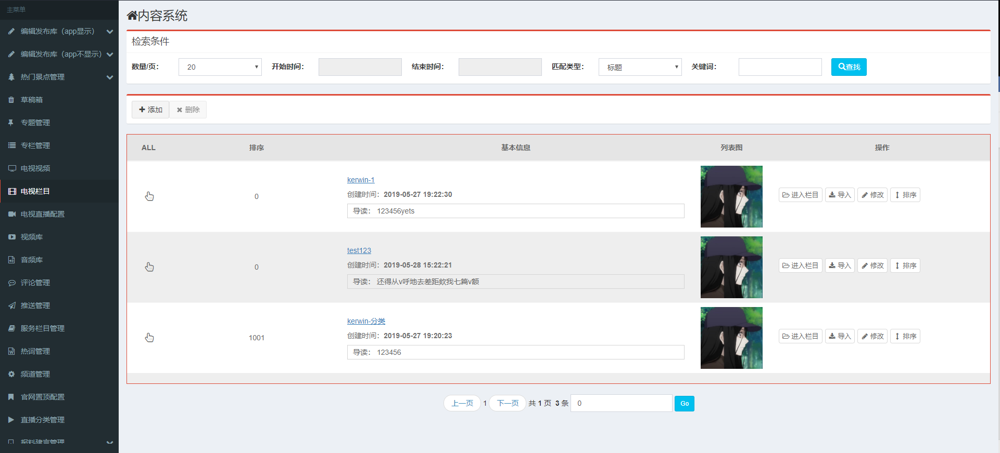 主菜单
编辑发布库（app显示）
编辑发布库（app不显示）
热门景点管理
草稿箱
专题管理
专栏管理
电视视频
电视栏目
电视直播配置
视频库
音频库
评论管理
推送管理
服务栏目管理
热词管理
频道管理
官网置顶配置
直播分类管理
报料建言管理
内容系统
检索条件
数量/页： 20 开始时间： 结束时间： 匹配类型： 标题 关键词： 查找
添加 删除
ALL 排序 基本信息 列表图 操作
kerwin-1
创建时间：2019-05-27 19:22:30
0
导读： 123456yets
进入栏目 导入 修改 排序
test123
创建时间：2019-05-28 15:22:21
0
导读： 还得从v呼地去差距欸我七篇v额
进入栏目 导入 修改 排序
kerwin-分类
创建时间：2019-05-27 19:20:23
1001
导读： 123456
进入栏目 导入 修改 排序
上一页 1 下一页 共 1 页 3 条 0 Go